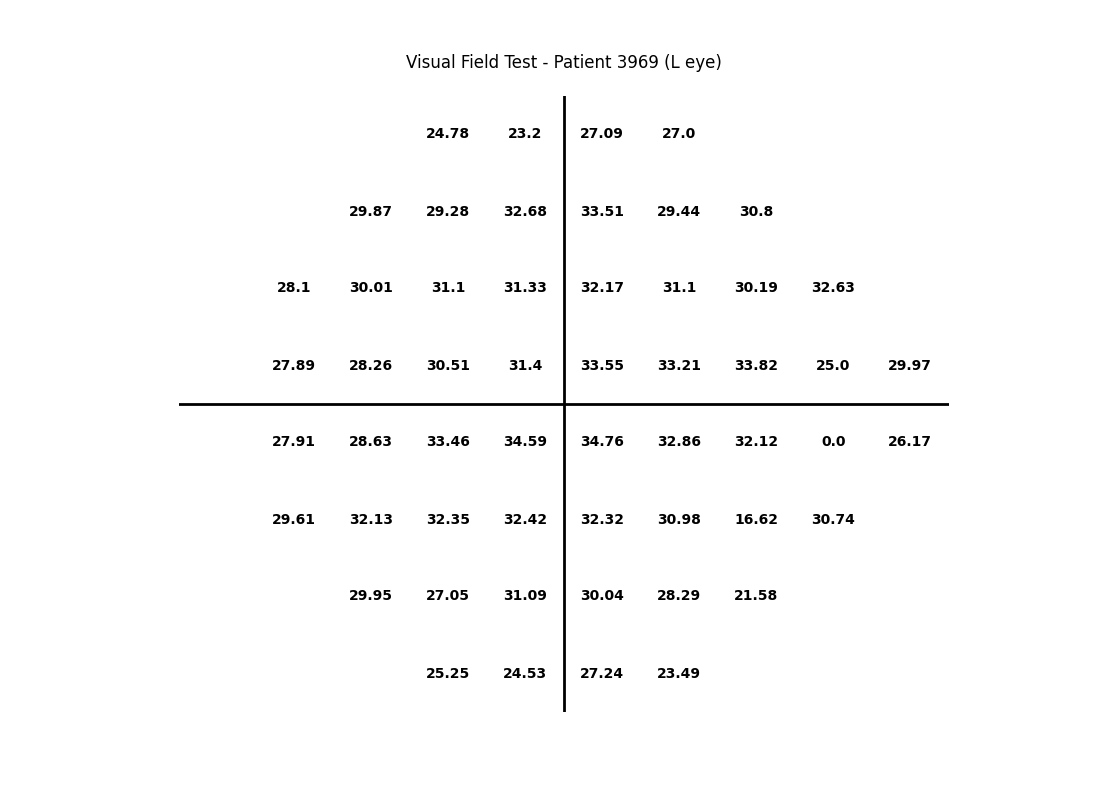 Visual Field Test - Patient 3969 (L eye)
24.78 23.2 27.09 27.0
29.87 29.28 32.68 33.51 29.44 30.8
28.1 30.01 31.1 31.33 32.17 31.1 30.19 32.63
27.89 28.26 30.51 31.4 33.55 33.21 33.82 25.0 29.97
27.91 28.63 33.46 34.59 34.76 32.86 32.12 0.0 26.17
29.61 32.13 32.35 32.42 32.32 30.98 16.62 30.74
29.95 27.05 31.09 30.04 28.29 21.58
25.25 24.53 27.24 23.49